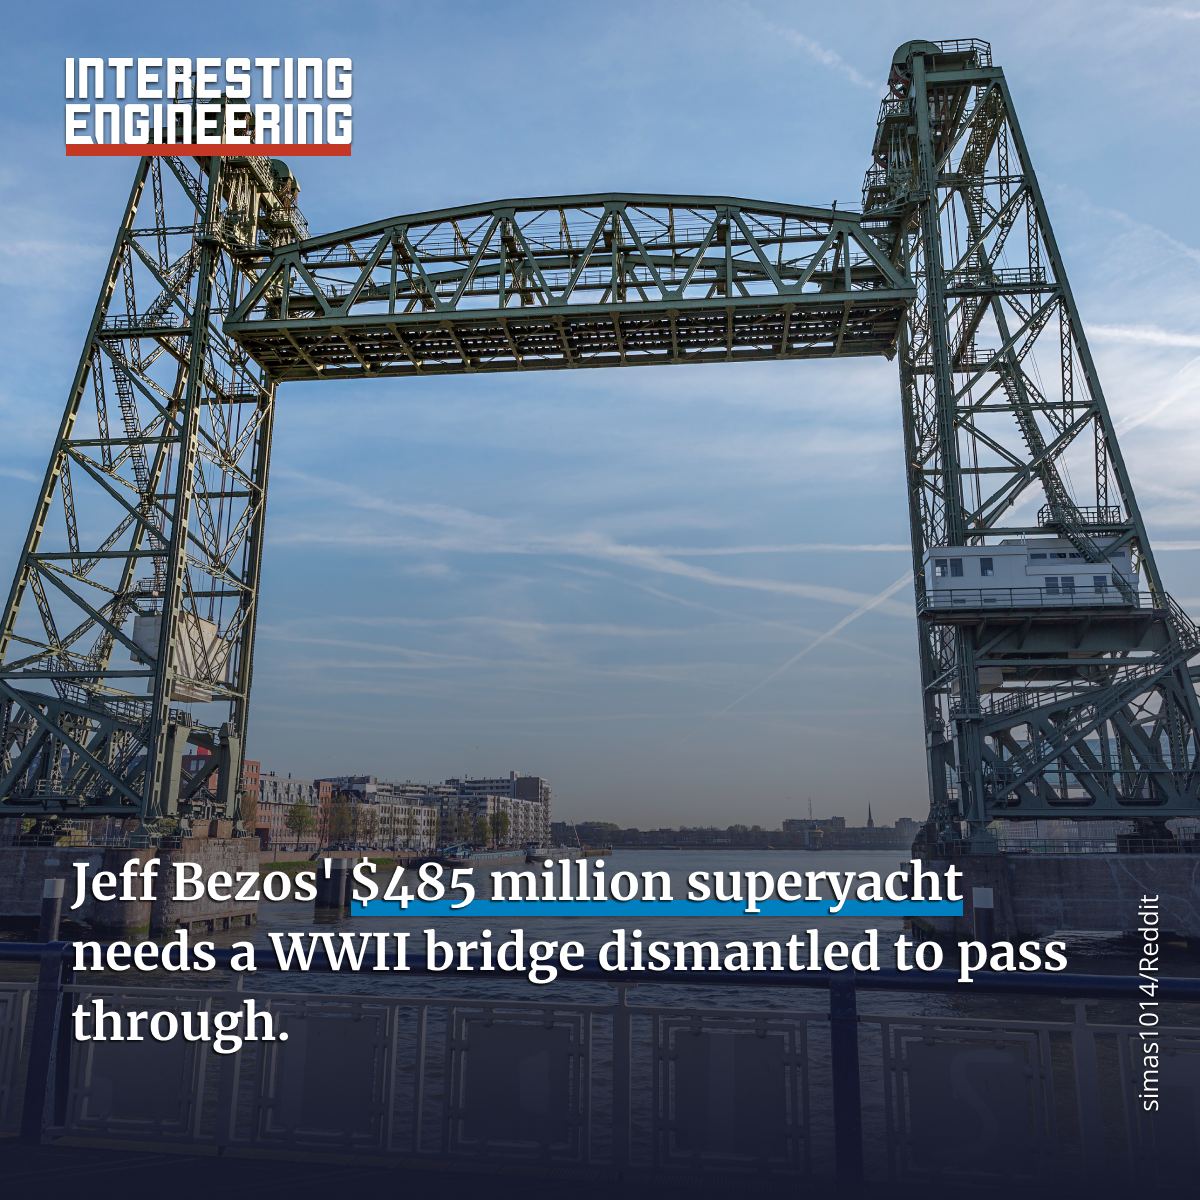 INTERESTING
ENGINEERING
Jeff Bezos' $485 million superyacht
needs a WWII bridge dismantled to pass
through.
simas1014/Reddit